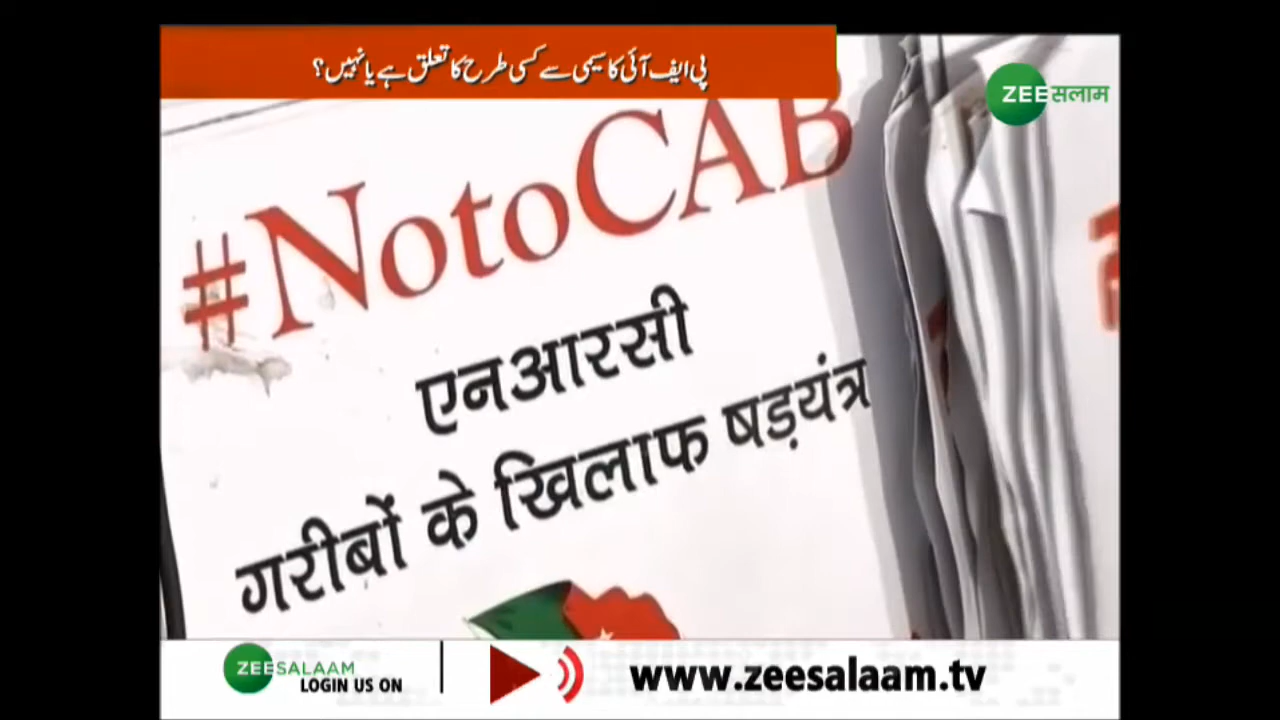 پی ایف آئی کا سیمی سے کسی طرح کا تعلق ہے یا نہیں؟
ZEE सलाम
#NotoCAB
एनआरसी
गरीबों के खिलाफ षड़यंत्र
ZEE SALAAM
LOGIN US ON
www.zeesalaam.tv